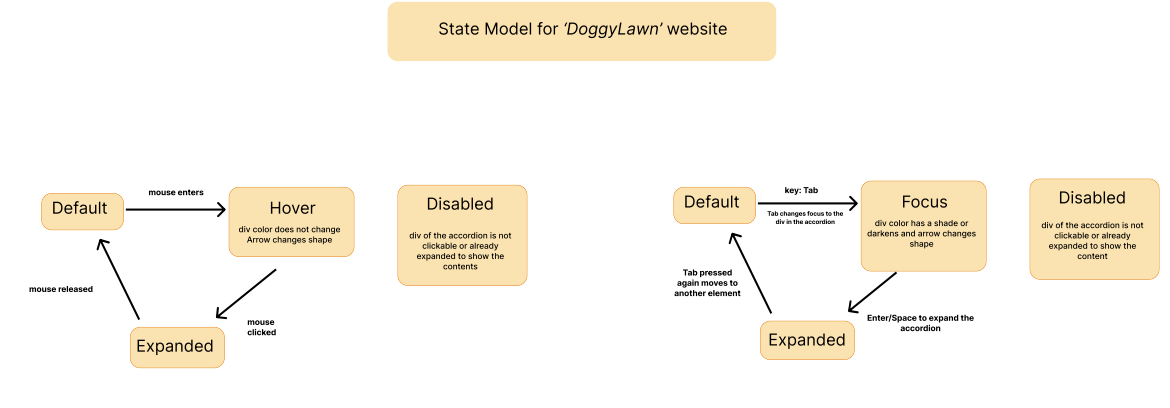 State Model for ‘DoggyLawn’ website
Default
mouse enters
Hover
div color does not change
Arrow changes shape
Disabled
div of the accordion is not
clickable or already
expanded to show the
contents
mouse released
mouse
clicked
Expanded
Default
key: Tab
Tab changes focus to the
div in the accordion
Focus
div color has a shade or
darkens and arrow changes
shape
Disabled
div of the accordion is not
clickable or already
expanded to show the
content
Tab pressed
again moves to
another element
Enter/Space to expand the
accordion
Expanded